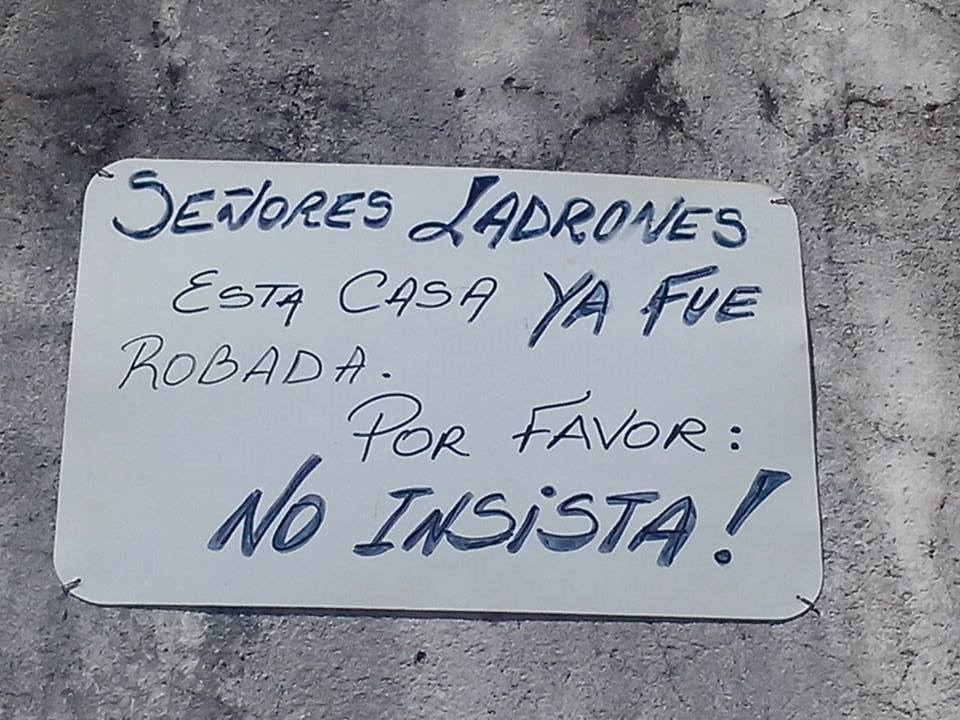 SEÑORES LADRONES
ESTA CASA YA FUE
ROBADA.
POR FAVOR:
NO INSiSTA!